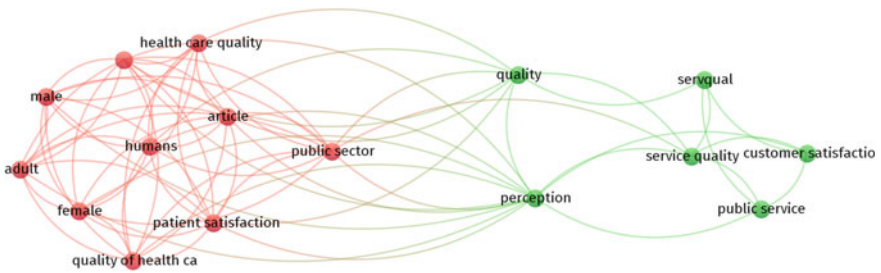 health care quality
quality
servqual
male
article
humans
public sector
service quality
customer satisfactio
adult
perception
female
public service
patient satisfaction
quality of health ca